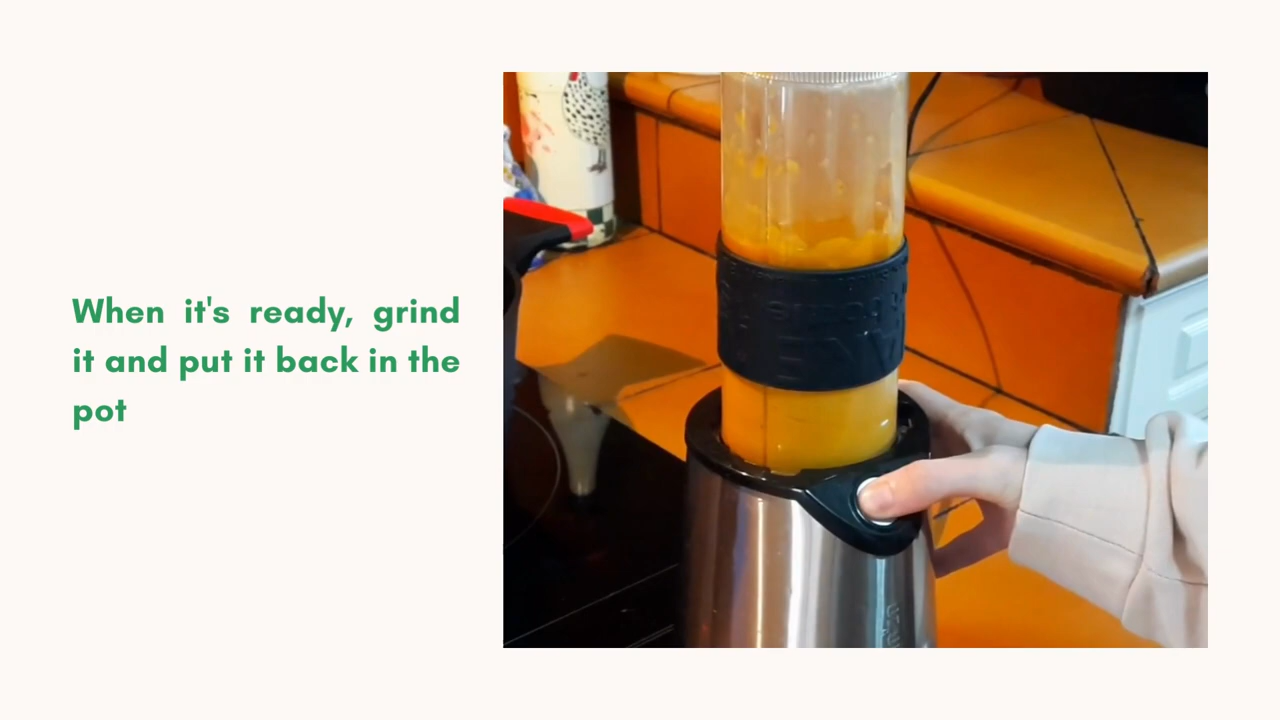 When it's ready, grind
it and put it back in the
pot